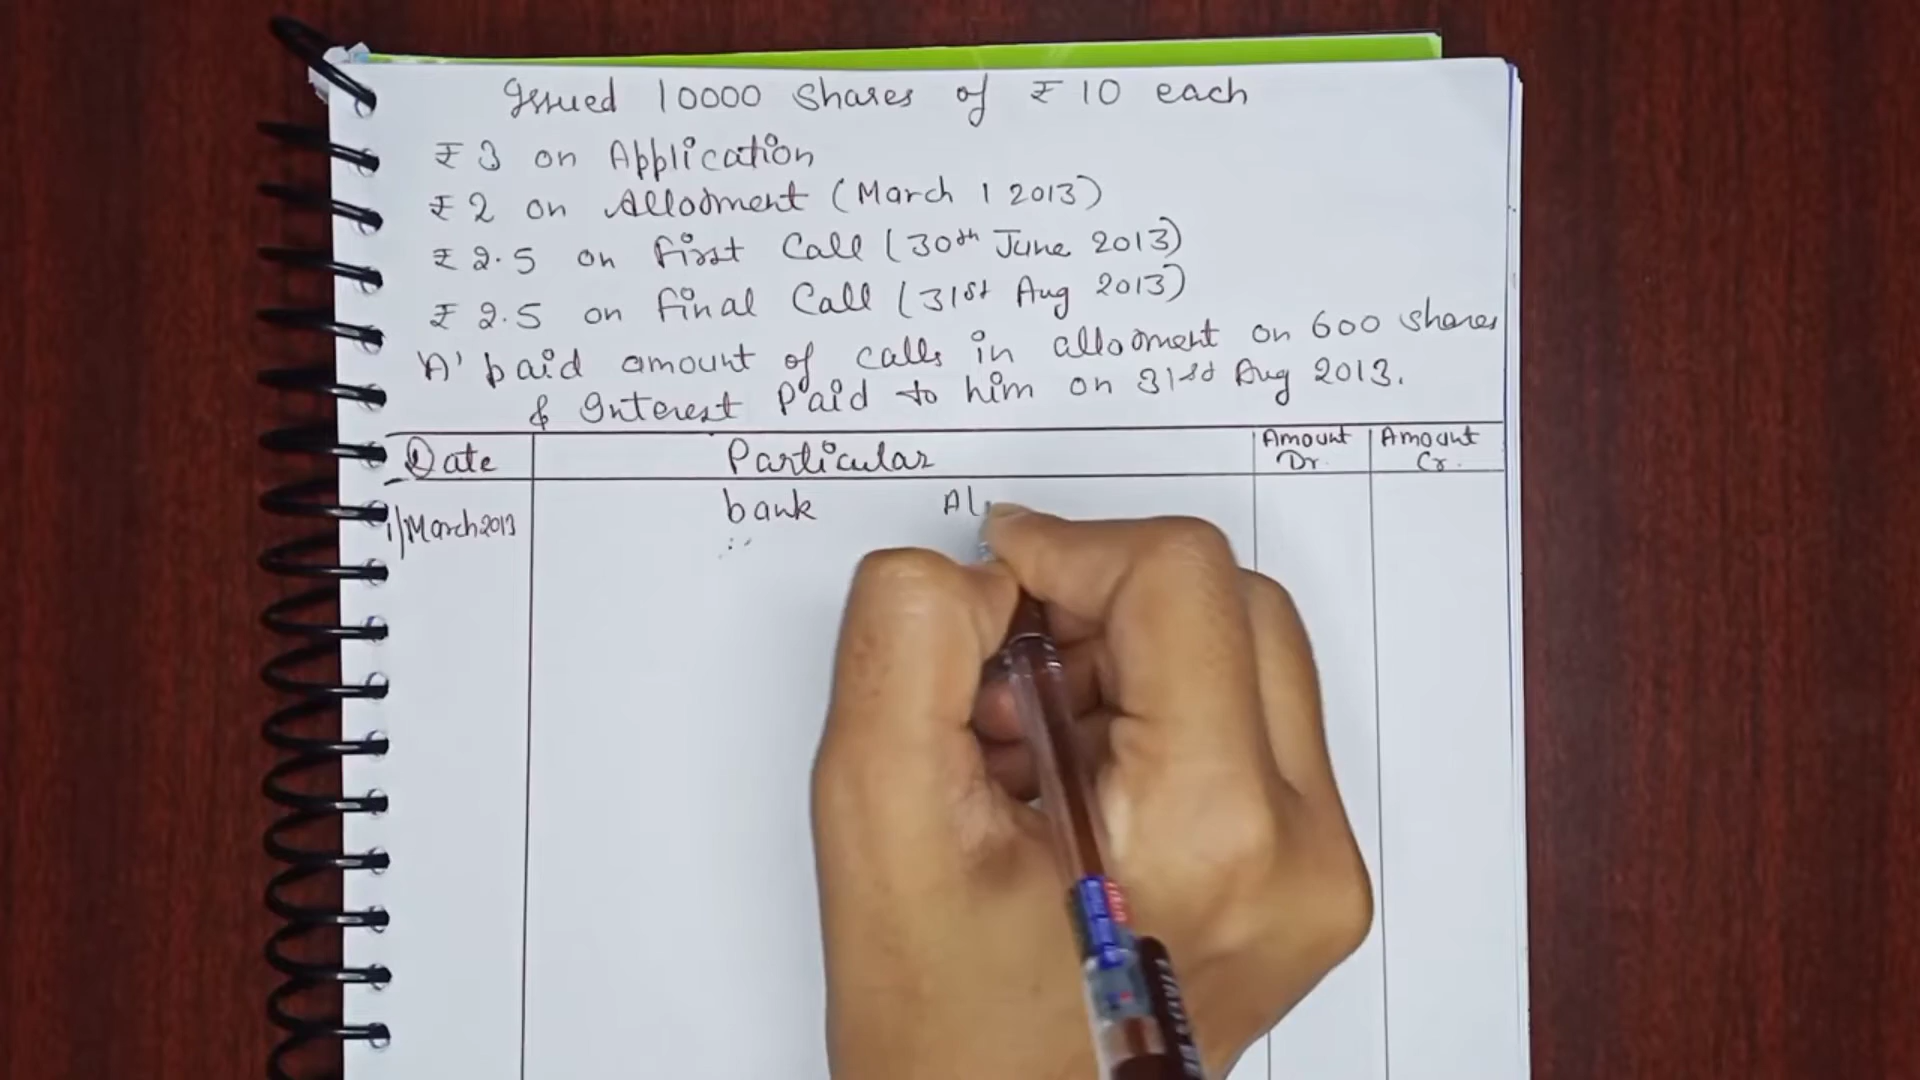 Issued 10000 Shares of ₹ 10 each
₹ 3 on Application
₹ 2 on Allotment (March 1 2013)
₹ 2.5 on First Call (30th June 2013)
₹ 2.5 on Final Call (31st Aug 2013)
'A' paid amount of calls in allotment on 600 shares
& Interest Paid to him on 31st Aug 2013.
Date Particular Amount Dr. Amount Cr.
1/March2013 bank A/